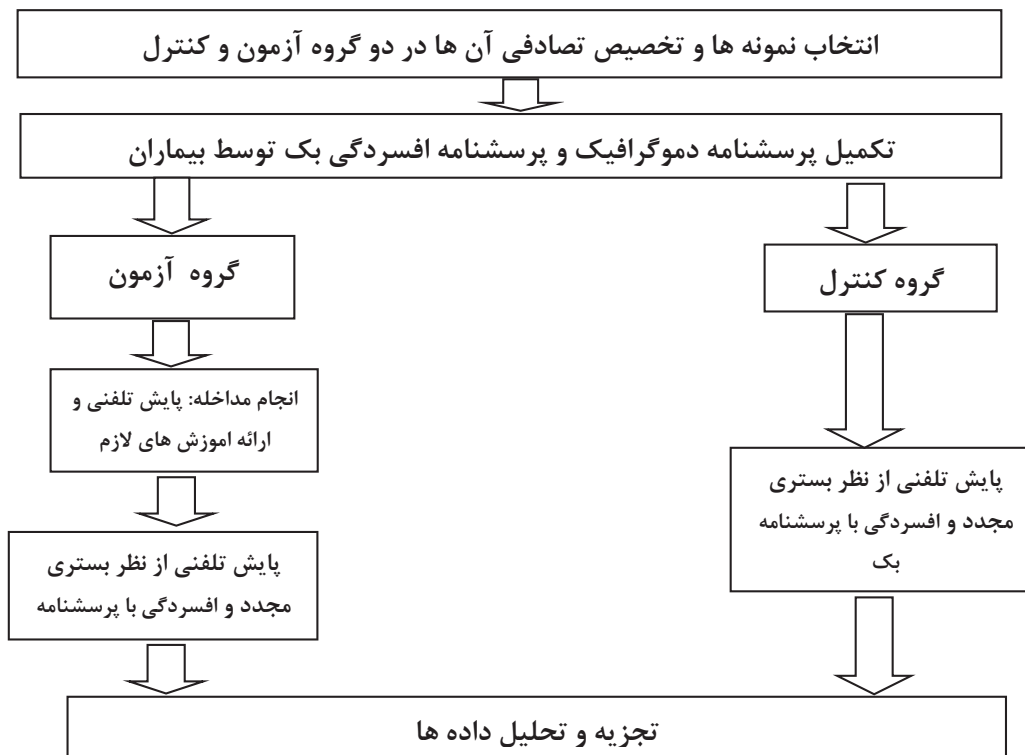 انتخاب نمونه ها و تخصیص تصادفی آن ها در دو گروه آزمون و کنترل
تکمیل پرسشنامه دموگرافیک و پرسشنامه افسردگی بک توسط بیماران
گروه کنترل
پایش تلفنی از نظر بستری
مجدد و افسردگی با پرسشنامه
بک
گروه آزمون
انجام مداخله: پایش تلفنی و
ارائه اموزش های لازم
پایش تلفنی از نظر بستری
مجدد و افسردگی با پرسشنامه
تجزیه و تحلیل داده ها